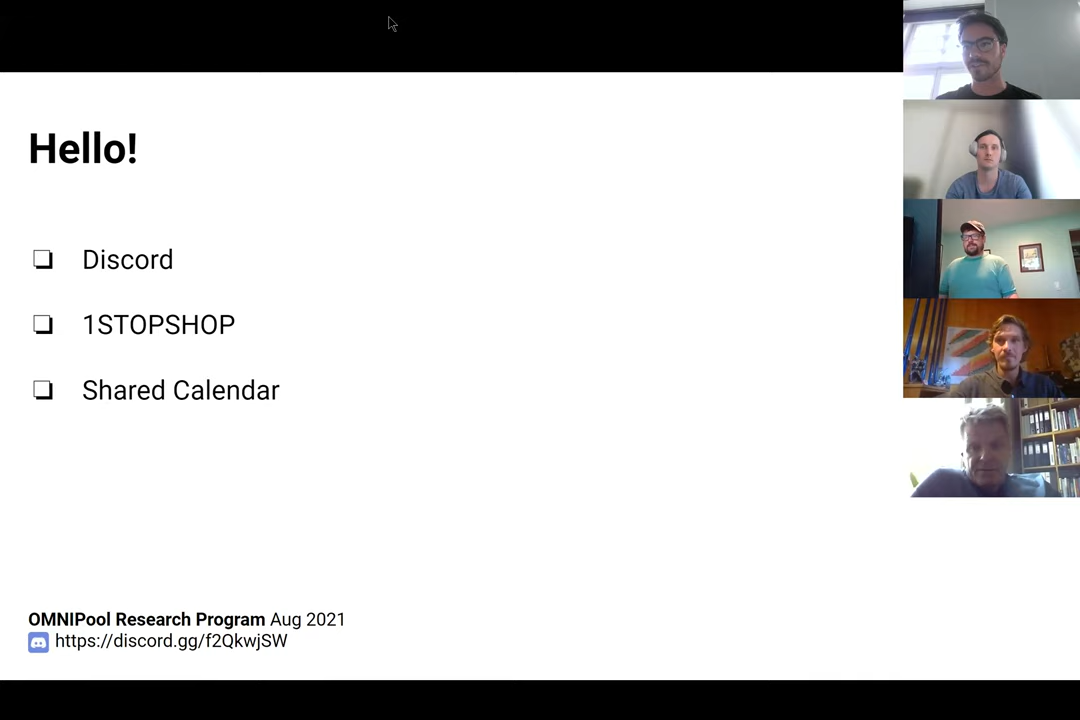 Hello!
Discord
1STOPSHOP
Shared Calendar
OMNIPool Research Program Aug 2021
https://discord.gg/f2QkwjSW